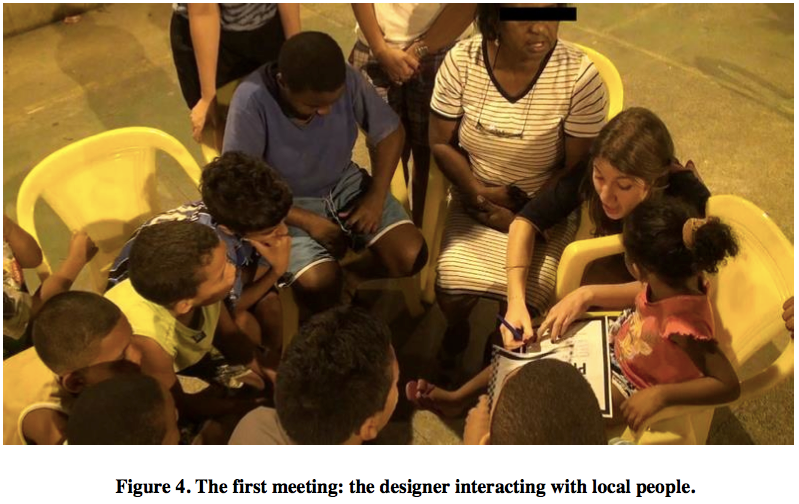 Figure 4. The first meeting: the designer interacting with local people.